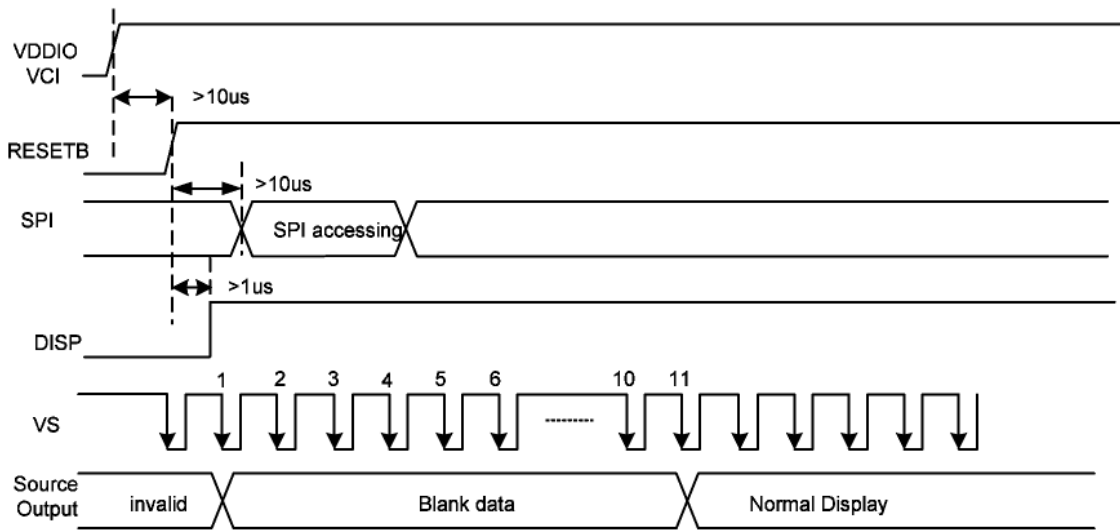 VDDIO
VCI
>10us
RESETB
>10us
SPI
SPI accessing
>1us
DISP
1 2 3 4 5 6 10 11
VS
Source
Output
invalid
Blank data
Normal Display